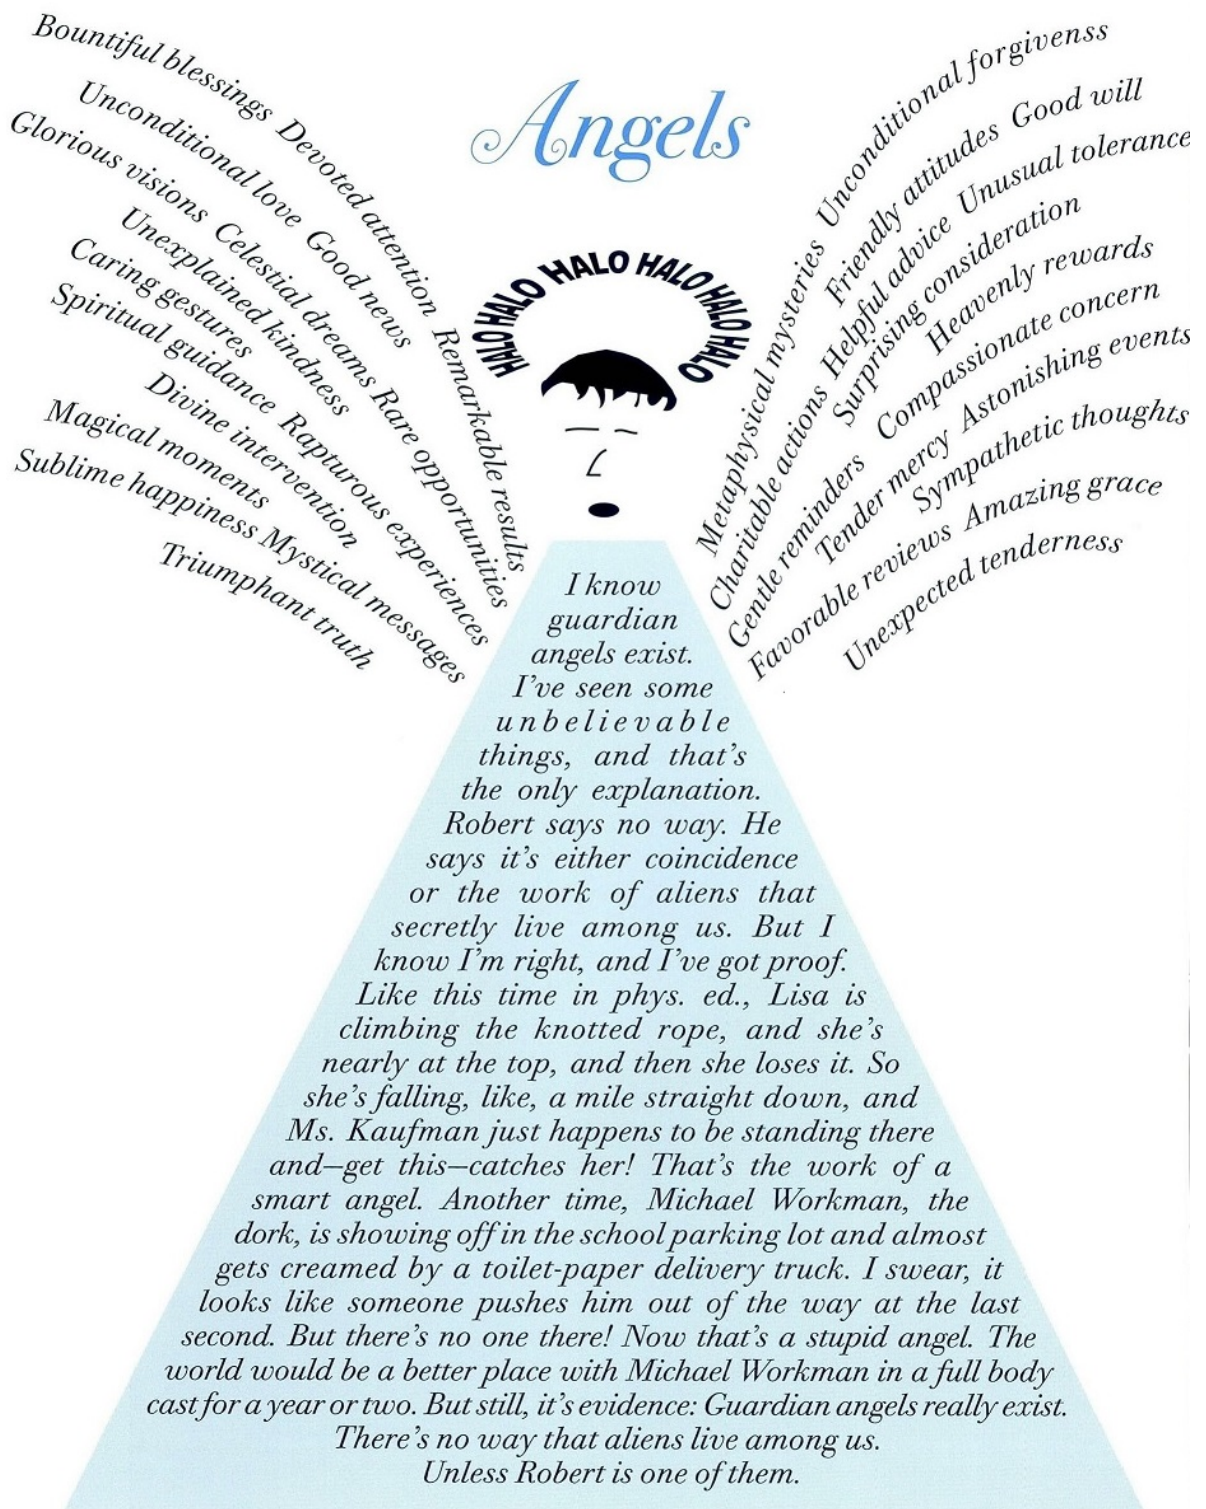 Angels
HALO HALO HALO HALO HALO HALO
Bountiful blessings Devoted attention Remarkable results
Unconditional love Good news
Glorious visions Celestial dreams Rare opportunities
Unexplained kindness
Caring gestures
Spiritual guidance Rapturous experiences
Divine intervention
Magical moments
Sublime happiness Mystical messages
Triumphant truth
Metaphysical mysteries Unconditional forgivenss
Friendly attitudes Good will
Charitable actions Helpful advice Unusual tolerance
Surprising consideration
Heavenly rewards
Gentle reminders Compassionate concern
Tender mercy Astonishing events
Sympathetic thoughts
Favorable reviews Amazing grace
Unexpected tenderness
I know
guardian
angels exist.
I've seen some
unbelievable
things, and that's
the only explanation.
Robert says no way. He
says it's either coincidence
or the work of aliens that
secretly live among us. But I
know I'm right, and I've got proof.
Like this time in phys. ed., Lisa is
climbing the knotted rope, and she's
nearly at the top, and then she loses it. So
she's falling, like, a mile straight down, and
Ms. Kaufman just happens to be standing there
and—get this—catches her! That's the work of a
smart angel. Another time, Michael Workman, the
dork, is showing off in the school parking lot and almost
gets creamed by a toilet-paper delivery truck. I swear, it
looks like someone pushes him out of the way at the last
second. But there's no one there! Now that's a stupid angel. The
world would be a better place with Michael Workman in a full body
cast for a year or two. But still, it's evidence: Guardian angels really exist.
There's no way that aliens live among us.
Unless Robert is one of them.